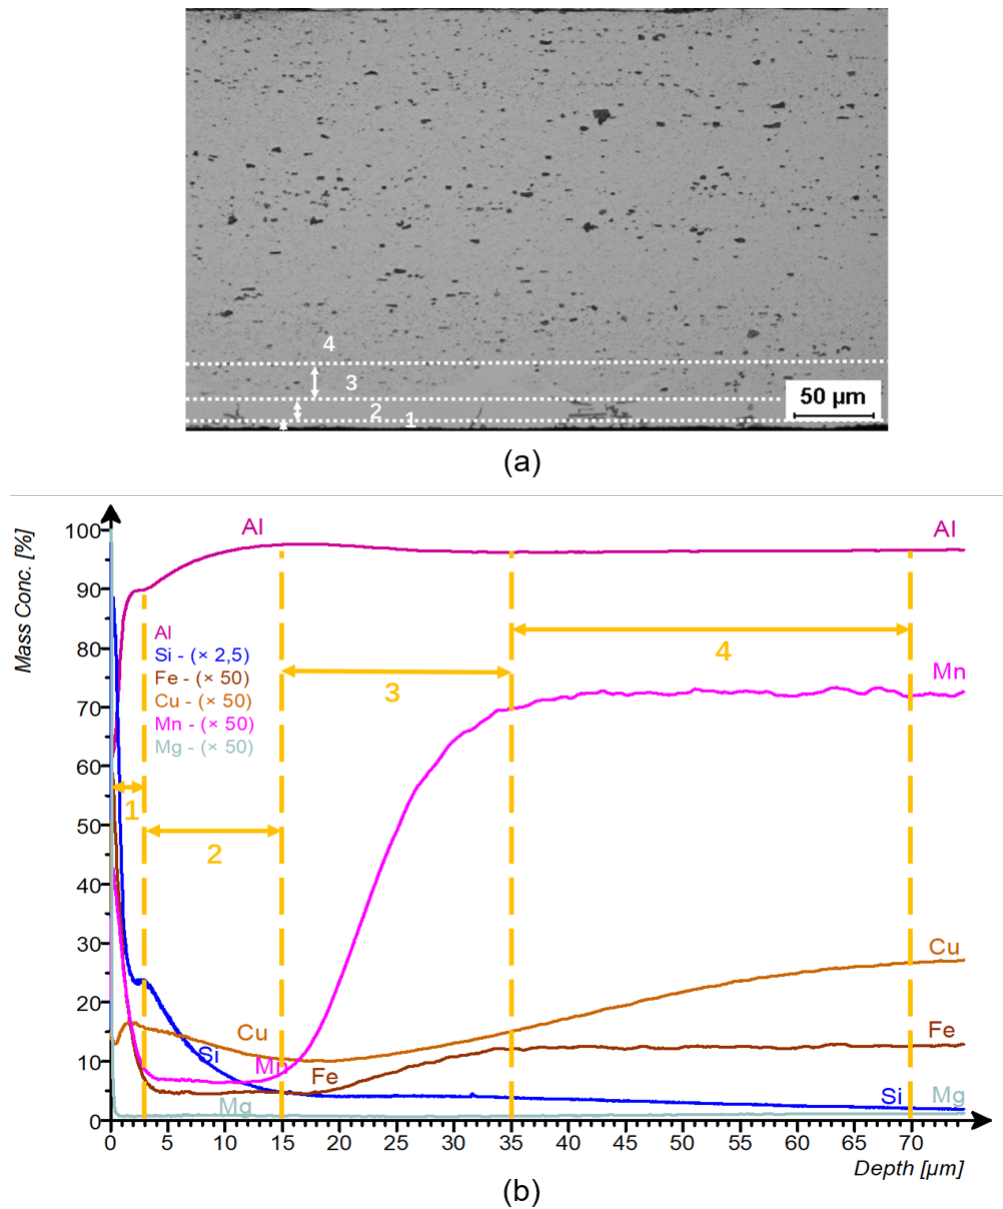 4
3
2
1
50 µm
(a)
Mass Conc. [%]
100
90
80
70
60
50
40
30
20
10
0
Al
Al
Al
Si - (× 2,5)
Fe - (× 50)
Cu - (× 50)
Mn - (× 50)
Mg - (× 50)
1
2
3
4
Mn
Cu
Fe
Si
Mg
Cu
Si
Mn
Fe
Mg
0 5 10 15 20 25 30 35 40 45 50 55 60 65 70
Depth [µm]
(b)